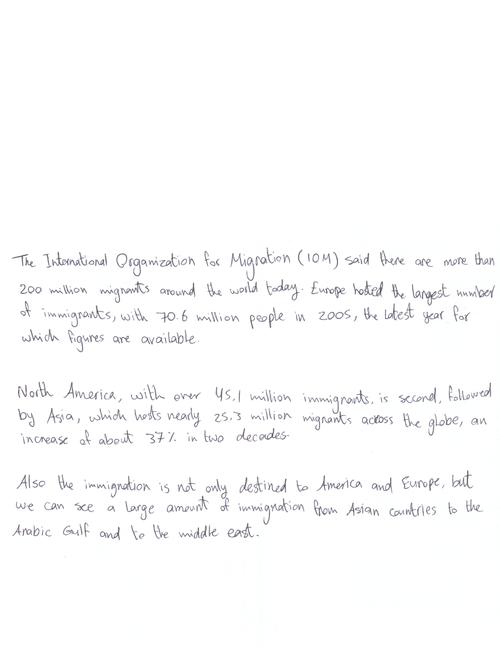 The International Organization for Migration (IOM) said there are more than
200 million migrants around the world today. Europe hosted the largest number
of immigrants, with 70.6 million people in 2005, the latest year for
which figures are available.
North America, with over 45.1 million immigrants, is second, followed
by Asia, which hosts nearly 25.3 million migrants across the globe, an
increase of about 37% in two decades.
Also the immigration is not only destined to America and Europe, but
we can see a large amount of immigration from Asian countries to the
Arabic Gulf and to the middle east.